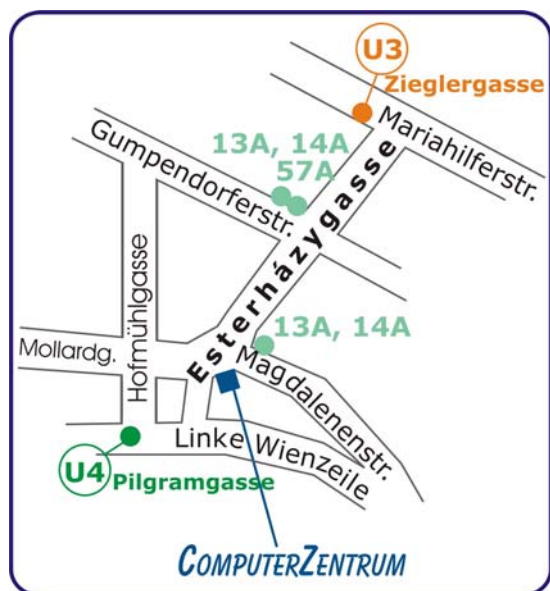 U3
Zieglergasse
Mariahilferstr.
13A, 14A
57A
Gumpendorferstr.
Esterházygasse
Hofmühlgasse
13A, 14A
Mollardg.
Magdalenenstr.
Linke Wienzeile
U4
Pilgramgasse
COMPUTERZENTRUM